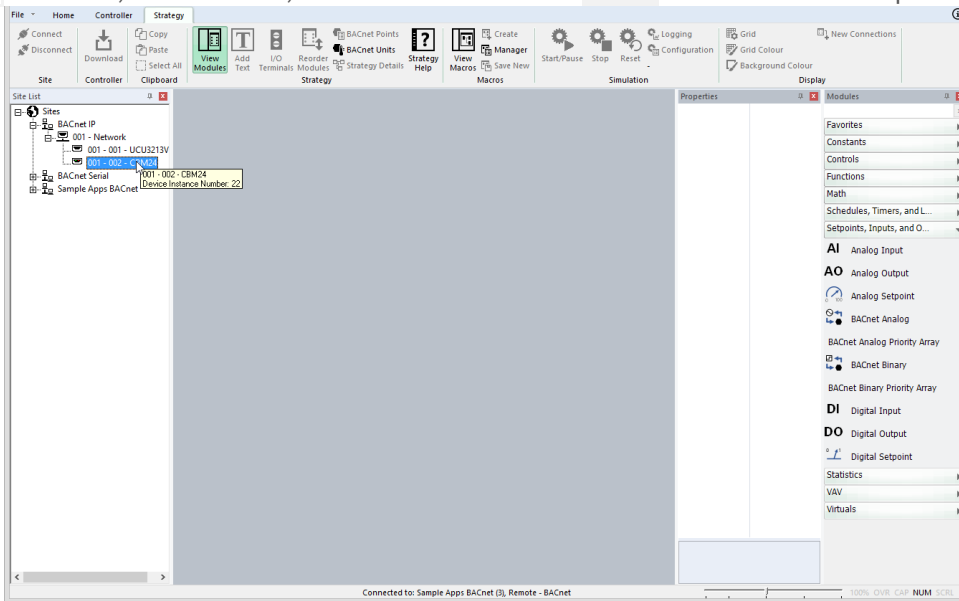 File Home Controller Strategy
Connect
Disconnect
Site
Download
Controller
Copy
Paste
Select All
Clipboard
View Modules
Add Text
I/O Terminals
Reorder Modules
BACnet Points
BACnet Units
Strategy Details
Strategy Help
Strategy
View Macros
Create
Manager
Save New
Macros
Start/Pause
Stop
Reset
Logging
Configuration
-
Simulation
Grid
Grid Colour
Background Colour
New Connections
Display
Site List
Sites
BACnet IP
001 - Network
001 - 001 - UCU3213V
001 - 002 - CBM24
001 - 002 - CBM24
Device Instance Number: 22
BACnet Serial
Sample Apps BACnet
Properties
Modules
Favorites
Constants
Controls
Functions
Math
Schedules, Timers, and L...
Setpoints, Inputs, and O...
AI Analog Input
AO Analog Output
Analog Setpoint
BACnet Analog
BACnet Analog Priority Array
BACnet Binary
BACnet Binary Priority Array
DI Digital Input
DO Digital Output
Digital Setpoint
Statistics
VAV
Virtuals
Connected to: Sample Apps BACnet (3), Remote - BACnet
100% OVR CAP NUM SCRL